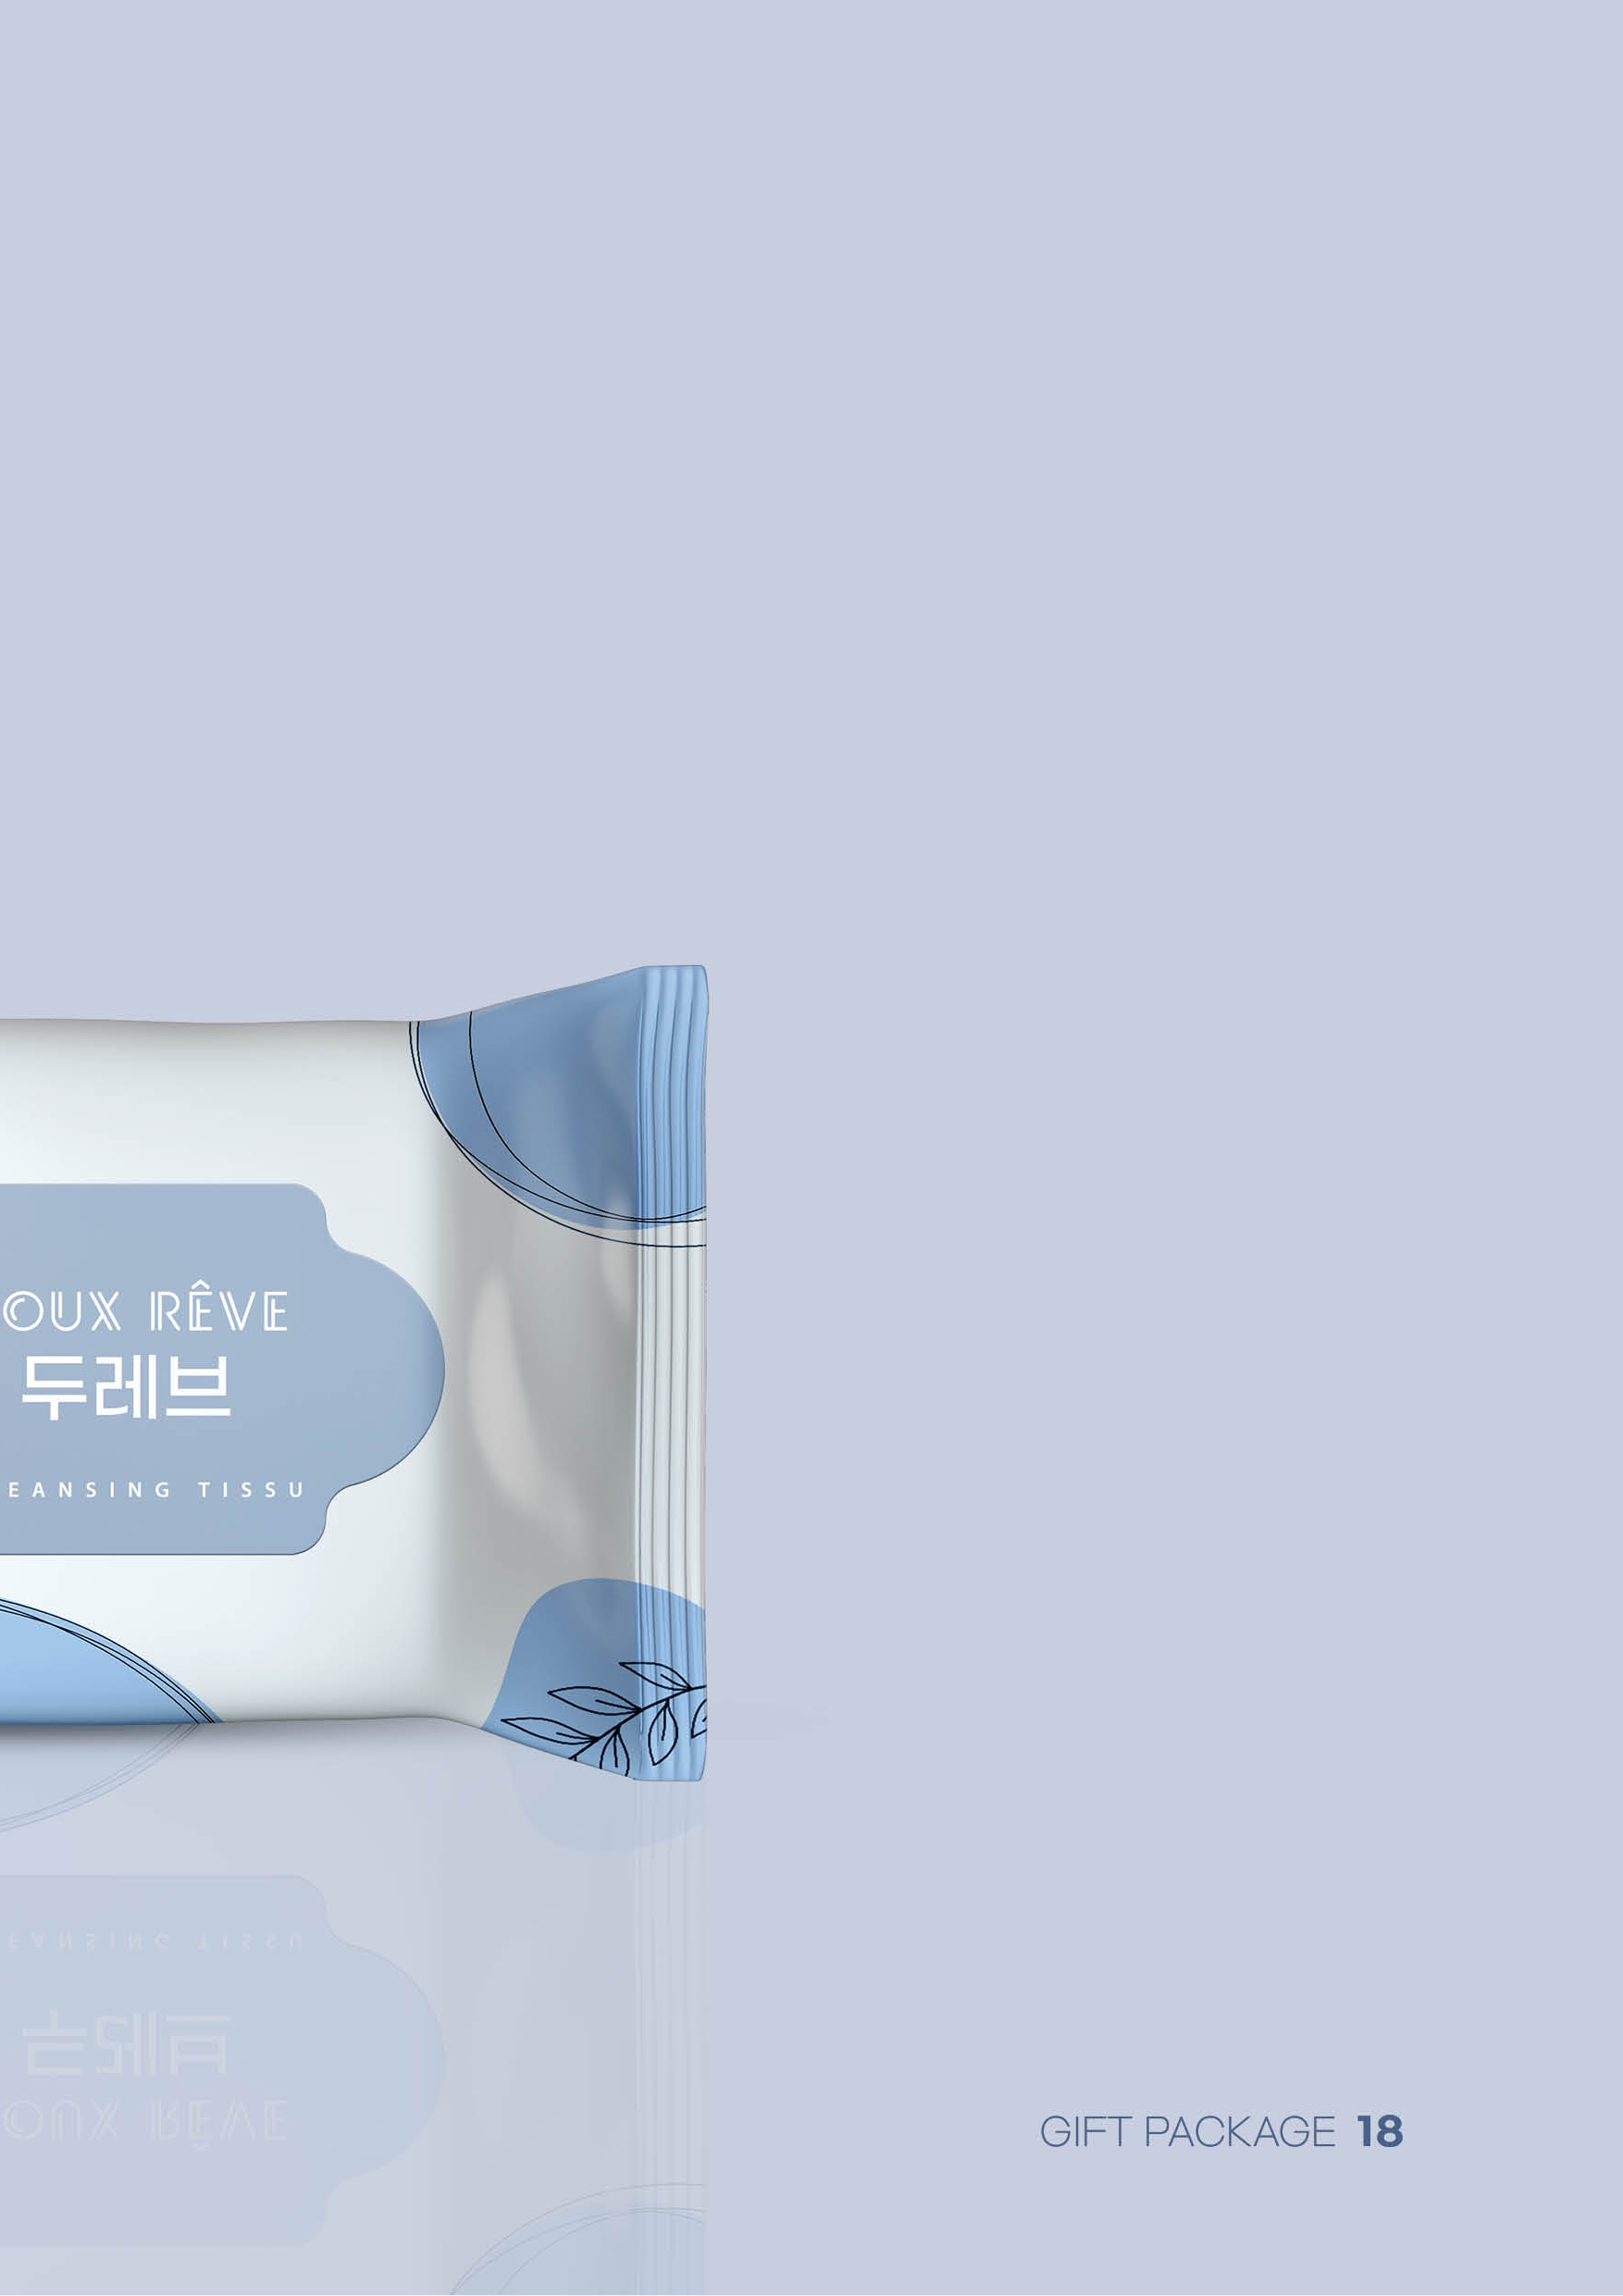 OUX RÊVE
두레브
EANSING TISSU
GIFT PACKAGE 18